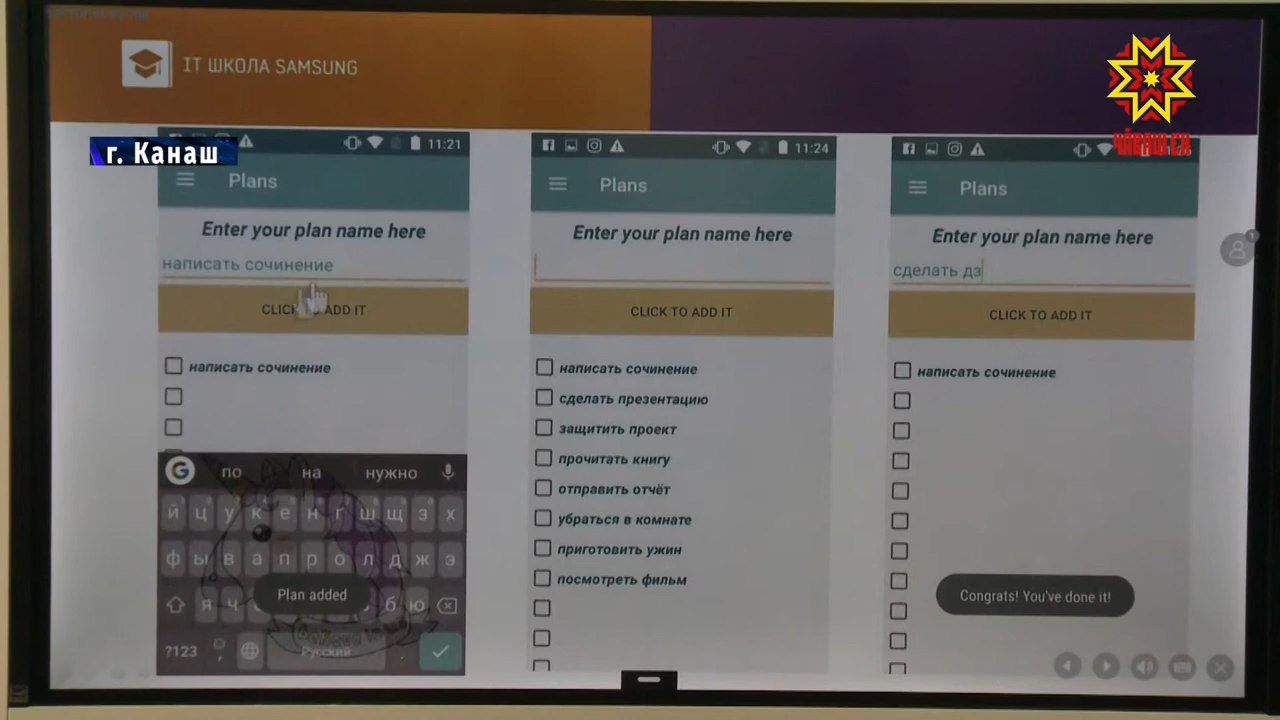 IT ШКОЛА SAMSUNG
ЧӐВАШ ЕН
г. Канаш
11:21
Plans
Enter your plan name here
написать сочинение
CLICK TO ADD IT
написать сочинение
по на нужно
й ц у к е н г ш щ з х
ф ы в а п р о л д ж э
я ч б ю
Plan added
?123 , Русский .
11:24
Plans
Enter your plan name here
CLICK TO ADD IT
написать сочинение
сделать презентацию
защитить проект
прочитать книгу
отправить отчёт
убраться в комнате
приготовить ужин
посмотреть фильм
Plans
Enter your plan name here
сделать дз
CLICK TO ADD IT
написать сочинение
Congrats! You've done it!
1